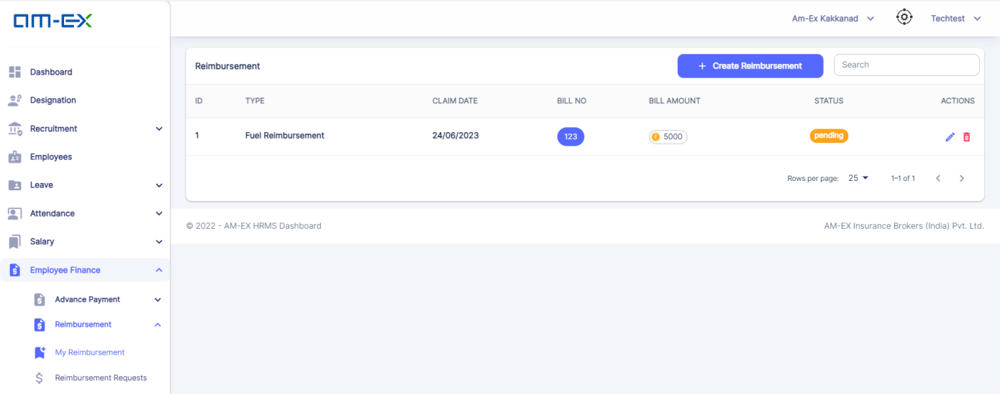 am-ex
Am-Ex Kakkanad
Techtest
Dashboard
Designation
Recruitment
Employees
Leave
Attendance
Salary
Employee Finance
Advance Payment
Reimbursement
My Reimbursement
Reimbursement Requests
Reimbursement
+ Create Reimbursement
Search
ID TYPE CLAIM DATE BILL NO BILL AMOUNT STATUS ACTIONS
1 Fuel Reimbursement 24/06/2023 123 ₹ 5000 pending
Rows per page: 25 1–1 of 1
© 2022 - AM-EX HRMS Dashboard
AM-EX Insurance Brokers (India) Pvt. Ltd.